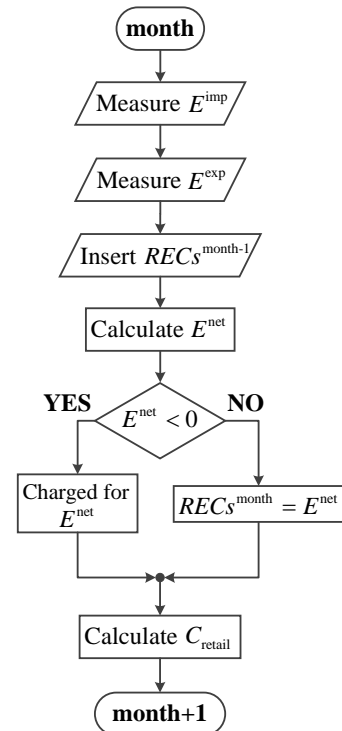 month
Measure E^imp
Measure E^exp
Insert RECs^month-1
Calculate E^net
YES
NO
E^net < 0
Charged for
E^net
RECs^month = E^net
Calculate C_retail
month+1